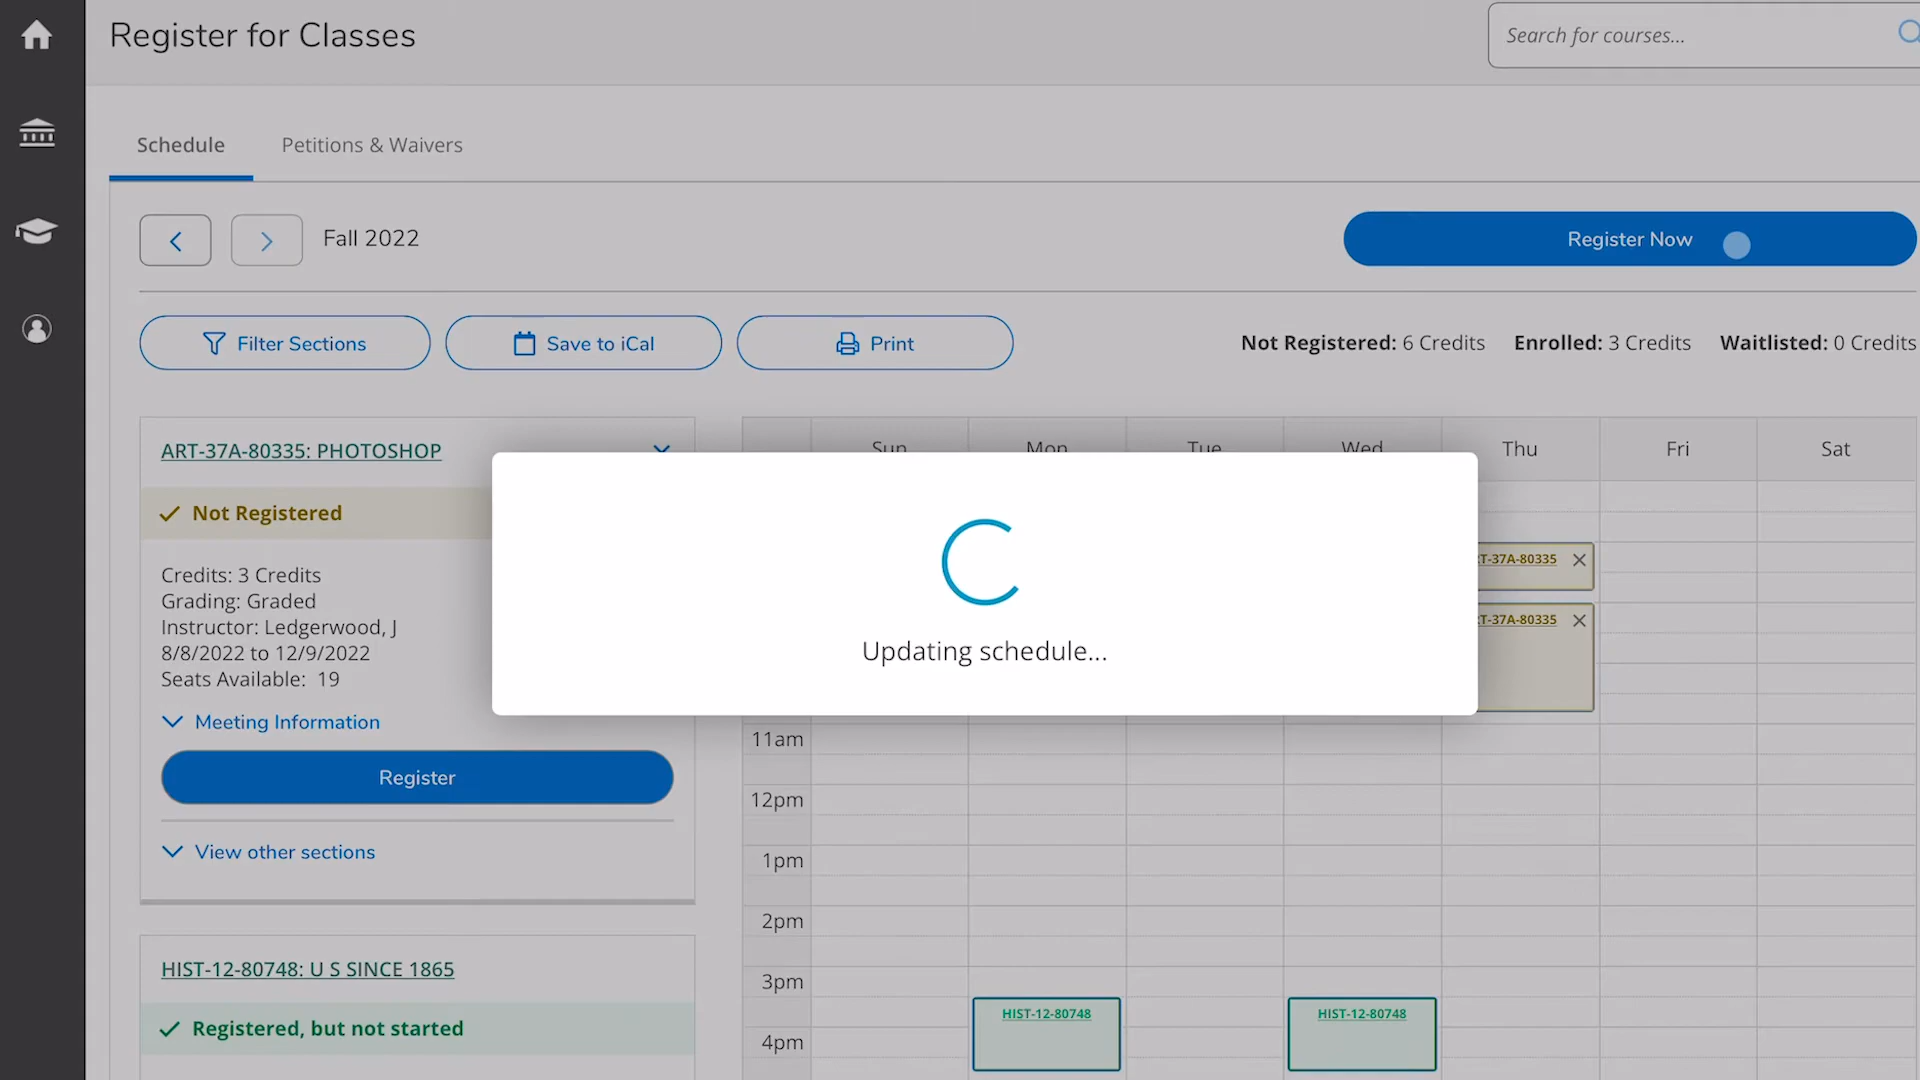 Register for Classes
Search for courses...
Schedule
Petitions & Waivers
Fall 2022
Register Now
Filter Sections
Save to iCal
Print
Not Registered: 6 Credits
Enrolled: 3 Credits
Waitlisted: 0 Credits
ART-37A-80335: PHOTOSHOP
Not Registered
Credits: 3 Credits
Grading: Graded
Instructor: Ledgerwood, J
8/8/2022 to 12/9/2022
Seats Available: 19
Meeting Information
Register
View other sections
HIST-12-80748: U S SINCE 1865
Registered, but not started
Sun
Mon
Tue
Wed
Thu
Fri
Sat
T-37A-80335
T-37A-80335
Updating schedule...
11am
12pm
1pm
2pm
3pm
HIST-12-80748
HIST-12-80748
4pm